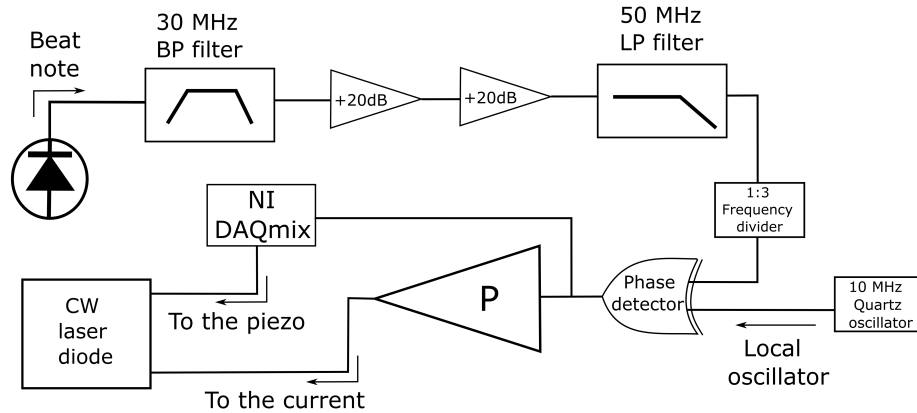 30 MHz
BP filter
50 MHz
LP filter
Beat
note
+20dB
+20dB
1:3
Frequency
divider
NI
DAQmix
Phase
detector
10 MHz
Quartz
oscillator
P
CW
laser
diode
To the piezo
Local
oscillator
To the current